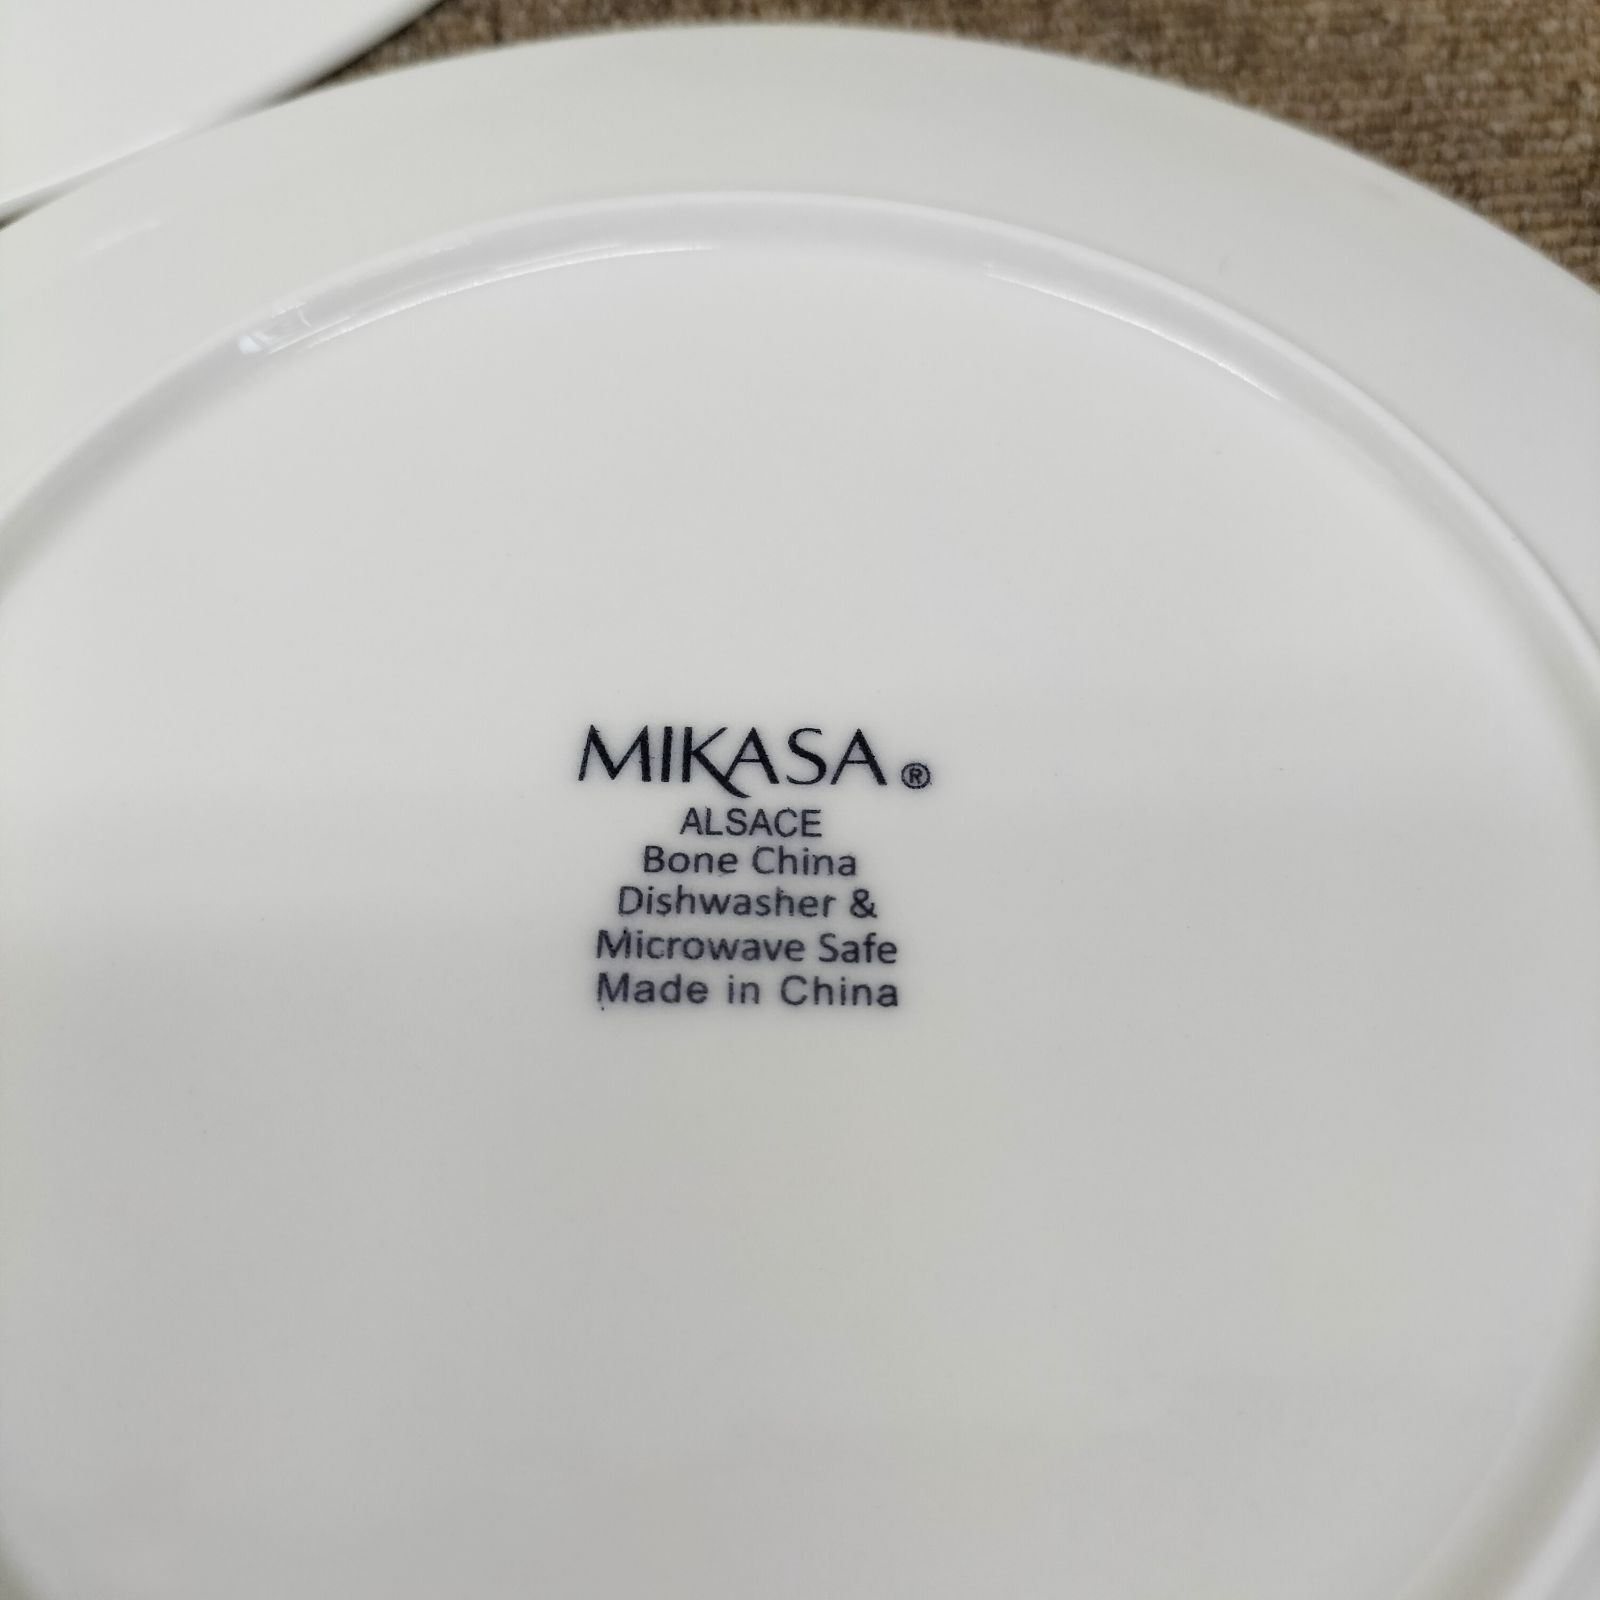 MIKASA®
ALSACE
Bone China
Dishwasher &
Microwave Safe
Made in China